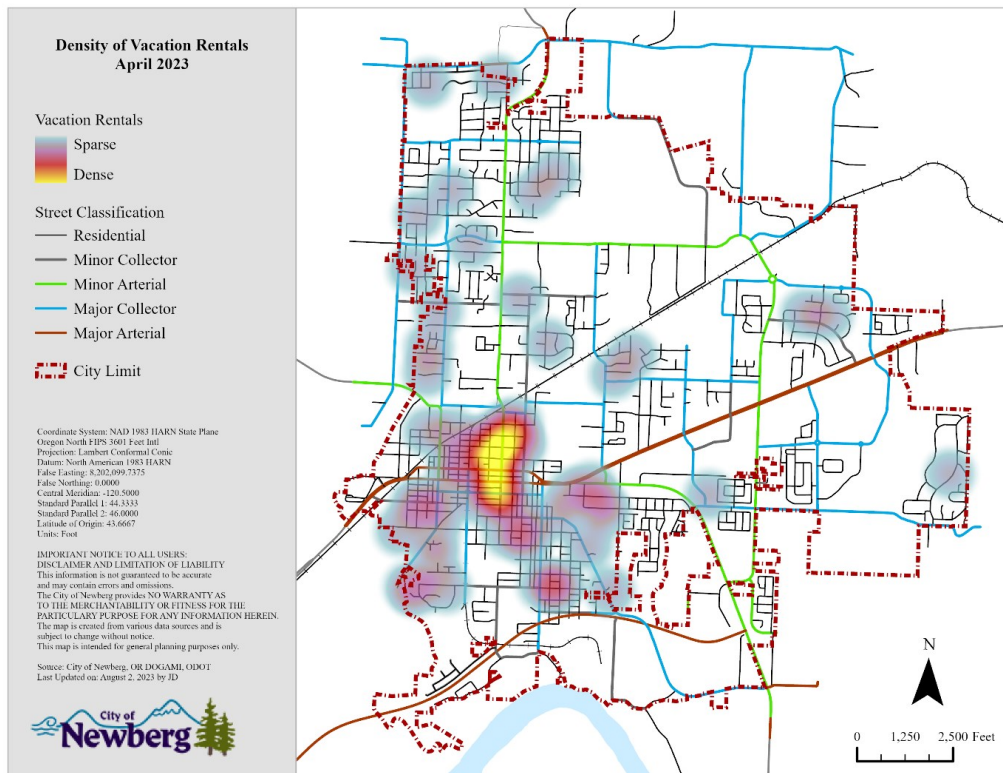 Density of Vacation Rentals
April 2023
Vacation Rentals
Sparse
Dense
Street Classification
Residential
Minor Collector
Minor Arterial
Major Collector
Major Arterial
City Limit
Coordinate System: NAD 1983 HARN State Plane
Oregon North FIPS 3601 Feet Intl
Projection: Lambert Conformal Conic
Datum: North American 1983 HARN
False Easting: 8,202,099.7375
False Northing: 0.0000
Central Meridina: -120.5000
Standard Parallel 1: 44.3333
Standard Parallel 2: 46.0000
Latitude of Origin: 43.6667
Units: Foot
IMPORTANT NOTICE TO ALL USERS:
DISCLAIMER AND LIMITATION OF LIABILITY
This information is not guaranteed to be accurate
and may contain errors and omissions.
The City of Newberg provides NO WARRANTY AS
TO THE MERCHANTABILITY OR FITNESS FOR THE
PARTICULARY PURPOSE FOR ANY INFORMATION HEREIN.
The map is created from various data sources and is
subject to change without notice.
This map is intended for general planning purposes only.
Source: City of Newberg, OR DOGAMI, ODOT
Last Updated on: August 2, 2023 by JD
City of
Newberg
N
0 1,250 2,500 Feet